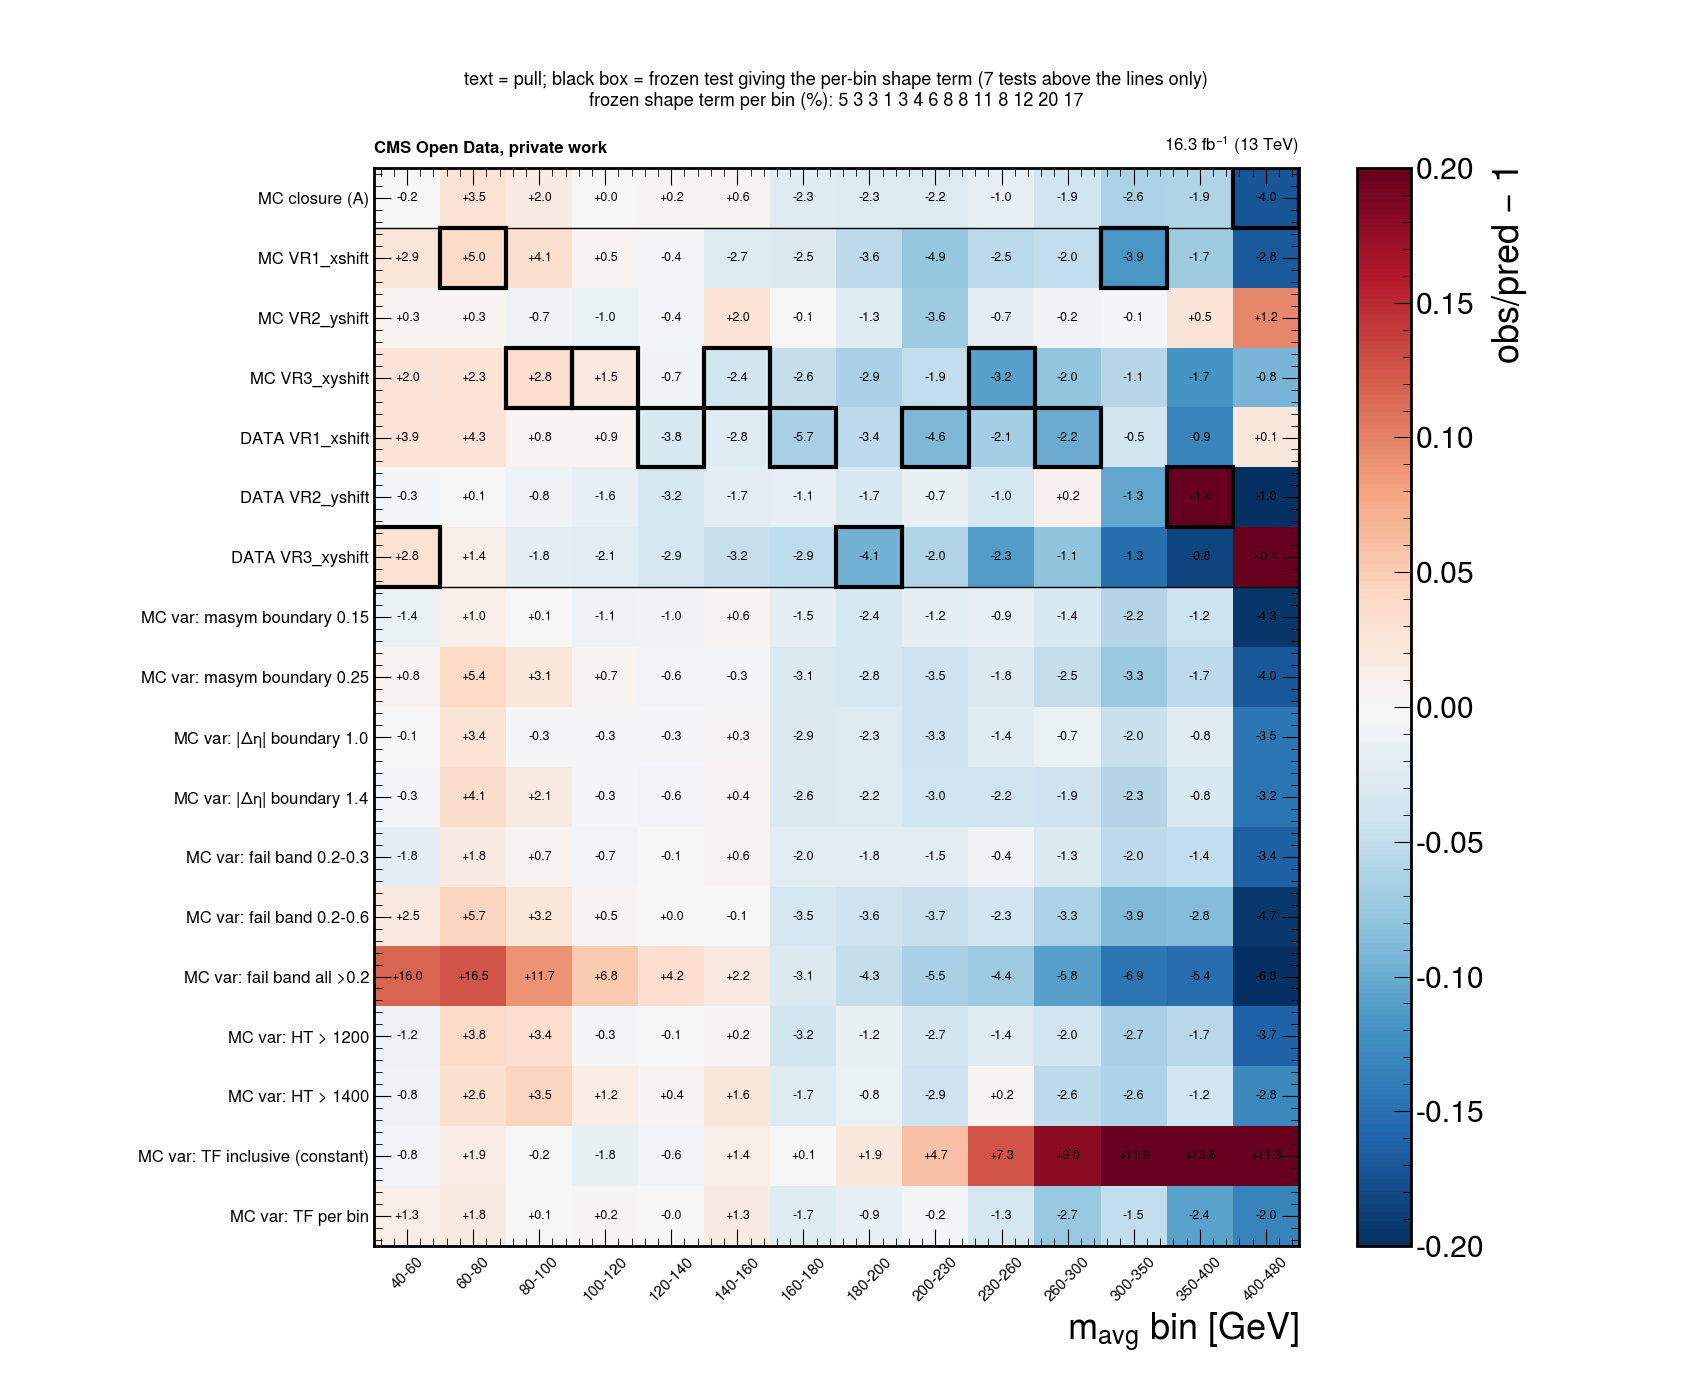 text = pull; black box = frozen test giving the per-bin shape term (7 tests above the lines only)
frozen shape term per bin (%): 5 3 3 1 3 4 6 8 8 11 8 12 20 17
CMS Open Data, private work 16.3 fb⁻¹ (13 TeV)
MC closure (A) -0.2 +3.5 +2.0 +0.0 +0.2 +0.6 -2.3 -2.3 -2.2 -1.0 -1.9 -2.6 -1.9 -4.0
MC VR1_xshift +2.9 +5.0 +4.1 +0.5 -0.4 -2.7 -2.5 -3.6 -4.9 -2.5 -2.0 -3.9 -1.7 -2.8
MC VR2_yshift +0.3 +0.3 -0.7 -1.0 -0.4 +2.0 -0.1 -1.3 -3.6 -0.7 -0.2 -0.1 +0.5 +1.2
MC VR3_xyshift +2.0 +2.3 +2.8 +1.5 -0.7 -2.4 -2.6 -2.9 -1.9 -3.2 -2.0 -1.1 -1.7 -0.8
DATA VR1_xshift +3.9 +4.3 +0.8 +0.9 -3.8 -2.8 -5.7 -3.4 -4.6 -2.1 -2.2 -0.5 -0.9 +0.1
DATA VR2_yshift -0.3 +0.1 -0.8 -1.6 -3.2 -1.7 -1.1 -1.7 -0.7 -1.0 +0.2 -1.3 +1.4 -1.0
DATA VR3_xyshift +2.8 +1.4 -1.8 -2.1 -2.9 -3.2 -2.9 -4.1 -2.0 -2.3 -1.1 -1.3 -0.8 +0.4
MC var: masym boundary 0.15 -1.4 +1.0 +0.1 -1.1 -1.0 +0.6 -1.5 -2.4 -1.2 -0.9 -1.4 -2.2 -1.2 -4.3
MC var: masym boundary 0.25 +0.8 +5.4 +3.1 +0.7 -0.6 -0.3 -3.1 -2.8 -3.5 -1.8 -2.5 -3.3 -1.7 -4.0
MC var: |Δη| boundary 1.0 -0.1 +3.4 -0.3 -0.3 -0.3 +0.3 -2.9 -2.3 -3.3 -1.4 -0.7 -2.0 -0.8 -3.5
MC var: |Δη| boundary 1.4 -0.3 +4.1 +2.1 -0.3 -0.6 +0.4 -2.6 -2.2 -3.0 -2.2 -1.9 -2.3 -0.8 -3.2
MC var: fail band 0.2-0.3 -1.8 +1.8 +0.7 -0.7 -0.1 +0.6 -2.0 -1.8 -1.5 -0.4 -1.3 -2.0 -1.4 -3.4
MC var: fail band 0.2-0.6 +2.5 +5.7 +3.2 +0.5 +0.0 -0.1 -3.5 -3.6 -3.7 -2.3 -3.3 -3.9 -2.8 -4.7
MC var: fail band all >0.2 +16.0 +16.5 +11.7 +6.8 +4.2 +2.2 -3.1 -4.3 -5.5 -4.4 -5.8 -6.9 -5.4 -6.8
MC var: HT > 1200 -1.2 +3.8 +3.4 -0.3 -0.1 +0.2 -3.2 -1.2 -2.7 -1.4 -2.0 -2.7 -1.7 -3.7
MC var: HT > 1400 -0.8 +2.6 +3.5 +1.2 +0.4 +1.6 -1.7 -0.8 -2.9 +0.2 -2.6 -2.6 -1.2 -2.8
MC var: TF inclusive (constant) -0.8 +1.9 -0.2 -1.8 -0.6 +1.4 +0.1 +1.9 +4.7 +7.3 +9.0 +11.9 +13.6 +11.3
MC var: TF per bin +1.3 +1.8 +0.1 +0.2 -0.0 +1.3 -1.7 -0.9 -0.2 -1.3 -2.7 -1.5 -2.4 -2.0
40-60 60-80 80-100 100-120 120-140 140-160 160-180 180-200 200-230 230-260 260-300 300-350 350-400 400-480
m_avg bin [GeV]
0.20
0.15
0.10
0.05
0.00
-0.05
-0.10
-0.15
-0.20
obs/pred − 1